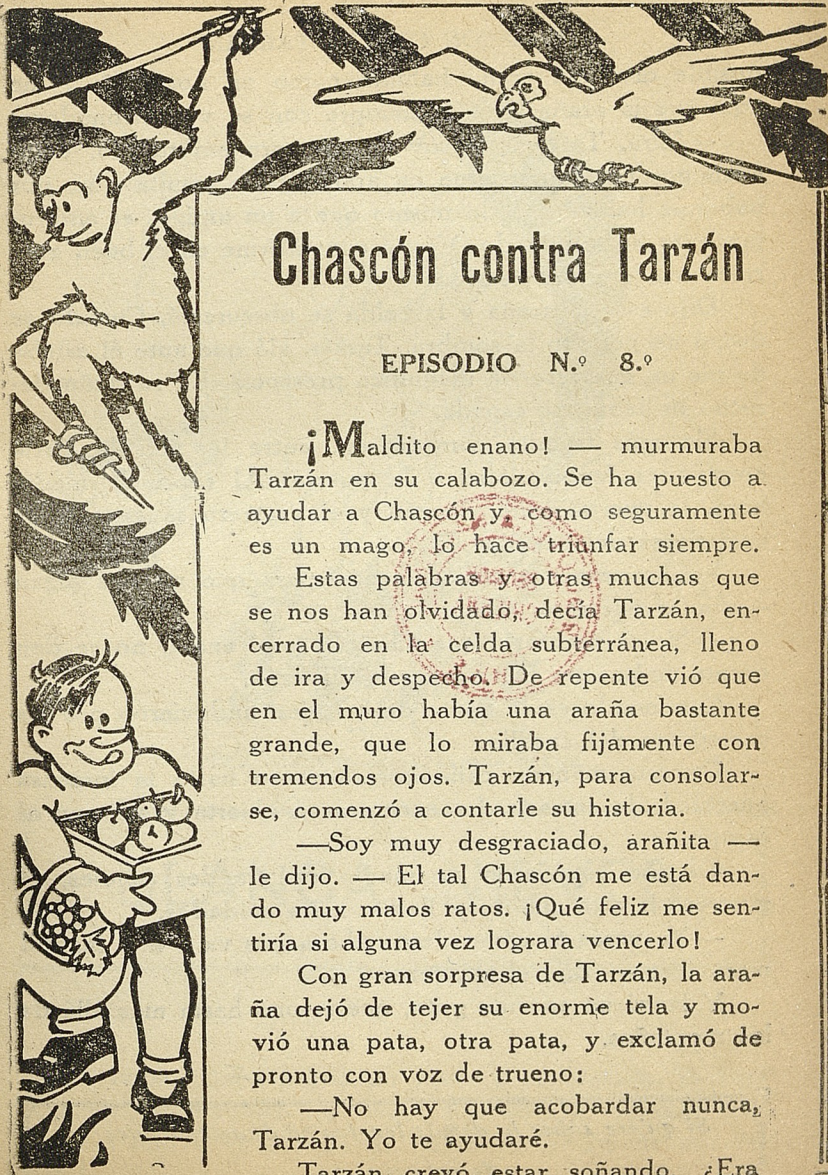 Chascón contra Tarzán
EPISODIO N.º 8.º
¡Maldito enano! — murmuraba
Tarzán en su calabozo. Se ha puesto a
ayudar a Chascón y, como seguramente
es un mago, lo hace triunfar siempre.
Estas palabras y otras muchas que
se nos han olvidado, decía Tarzán, en-
cerrado en la celda subterránea, lleno
de ira y despecho. De repente vió que
en el muro había una araña bastante
grande, que lo miraba fijamente con
tremendos ojos. Tarzán, para consolar-
se, comenzó a contarle su historia.
—Soy muy desgraciado, arañita —
le dijo. — El tal Chascón me está dan-
do muy malos ratos. ¡Qué feliz me sen-
tiría si alguna vez lograra vencerlo!
Con gran sorpresa de Tarzán, la ara-
ña dejó de tejer su enorme tela y mo-
vió una pata, otra pata, y exclamó de
pronto con voz de trueno:
—No hay que acobardar nunca,
Tarzán. Yo te ayudaré.
Tarzán creyó estar soñando. ¿Era